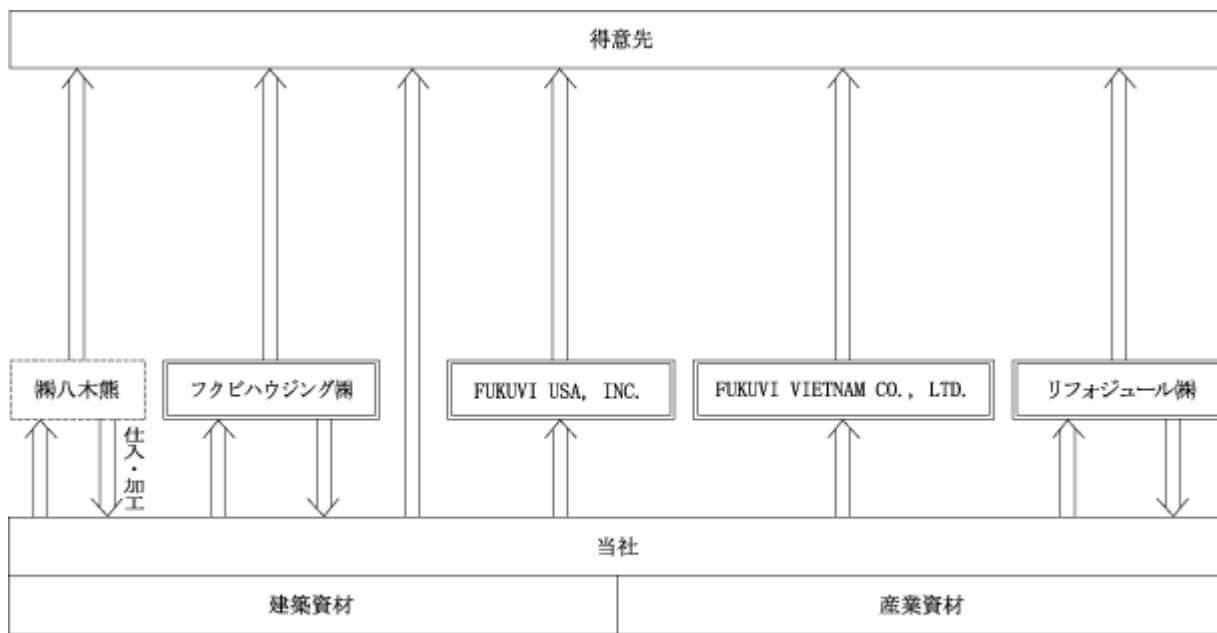 得意先
㈱八木熊
フクビハウジング㈱
FUKUVI USA, INC.
FUKUVI VIETNAM CO., LTD.
リフォジュール㈱
仕入・加工
当社
建築資材
産業資材